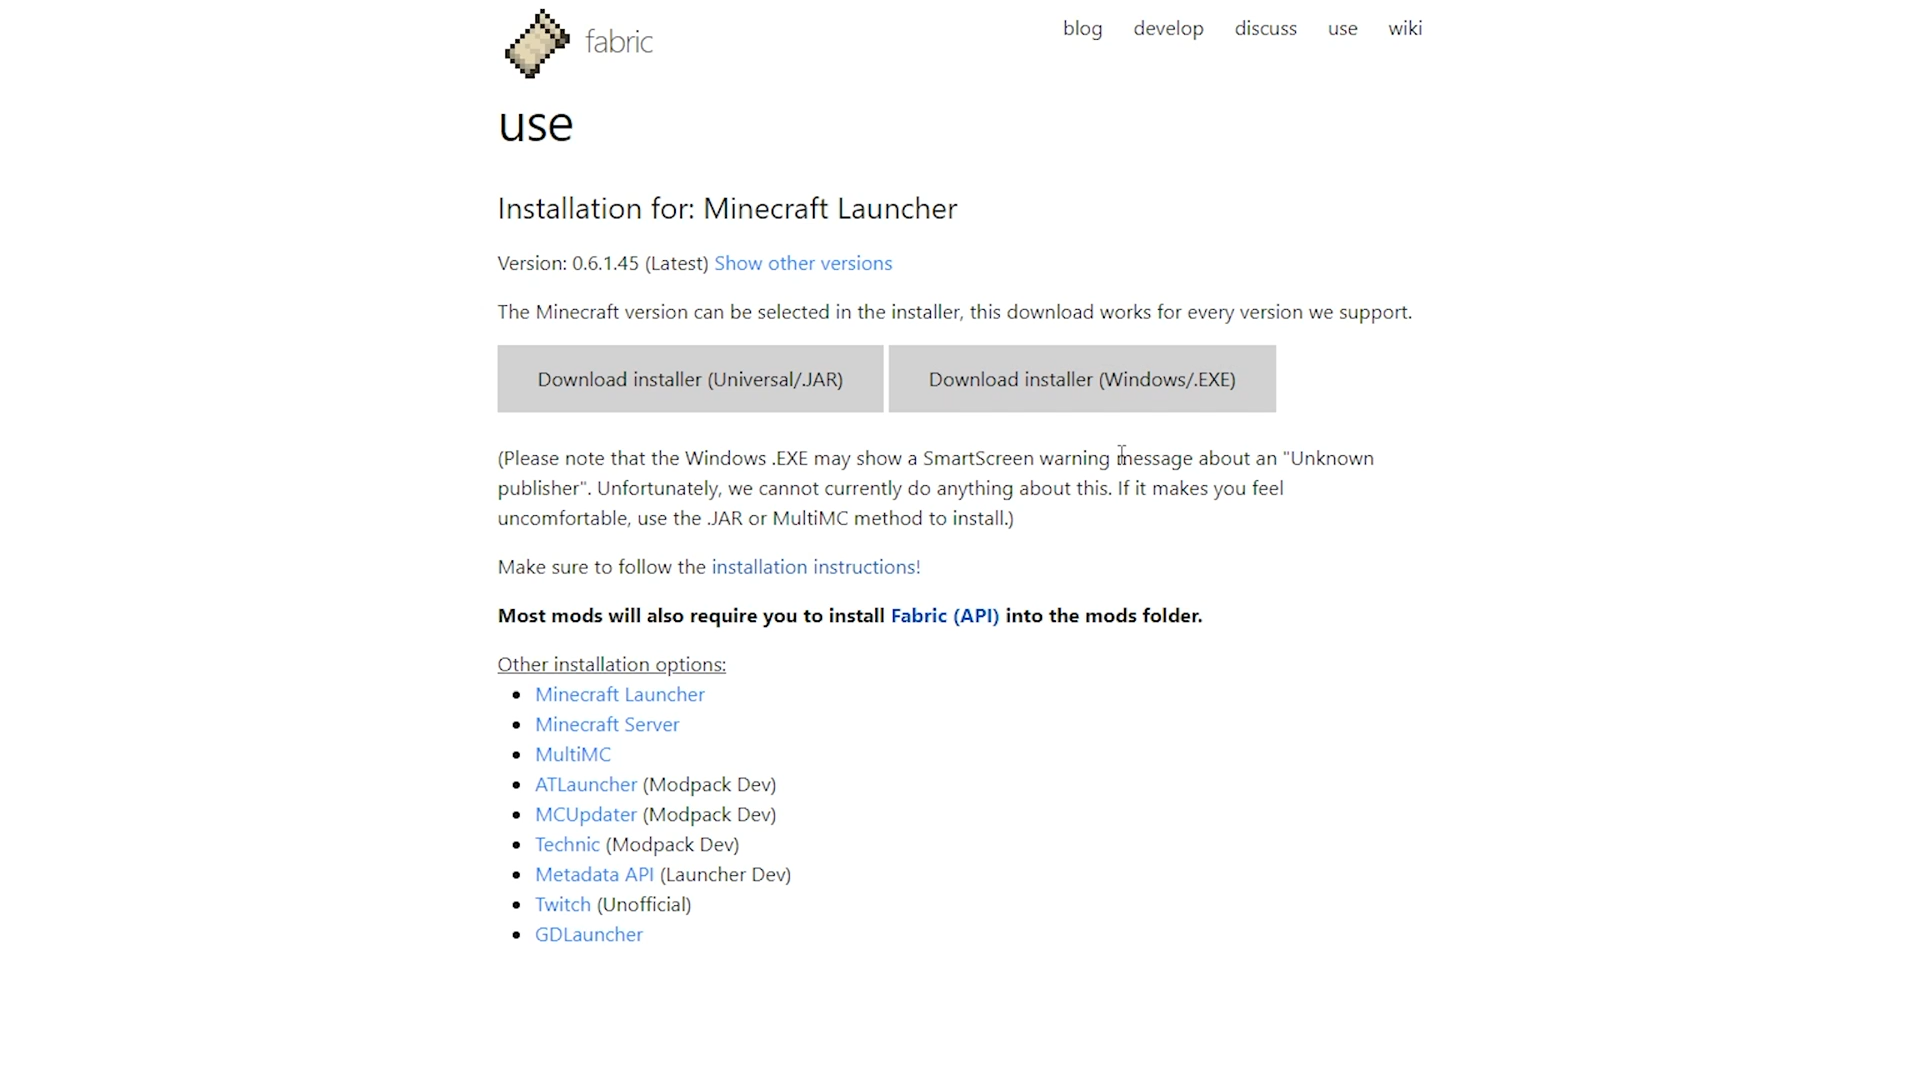 fabric
blog develop discuss use wiki
use
Installation for: Minecraft Launcher
Version: 0.6.1.45 (Latest) Show other versions
The Minecraft version can be selected in the installer, this download works for every version we support.
Download installer (Universal/.JAR) Download installer (Windows/.EXE)
(Please note that the Windows .EXE may show a SmartScreen warning message about an "Unknown
publisher". Unfortunately, we cannot currently do anything about this. If it makes you feel
uncomfortable, use the .JAR or MultiMC method to install.)
Make sure to follow the installation instructions!
Most mods will also require you to install Fabric (API) into the mods folder.
Other installation options:
Minecraft Launcher
Minecraft Server
MultiMC
ATLauncher (Modpack Dev)
MCUpdater (Modpack Dev)
Technic (Modpack Dev)
Metadata API (Launcher Dev)
Twitch (Unofficial)
GDLauncher